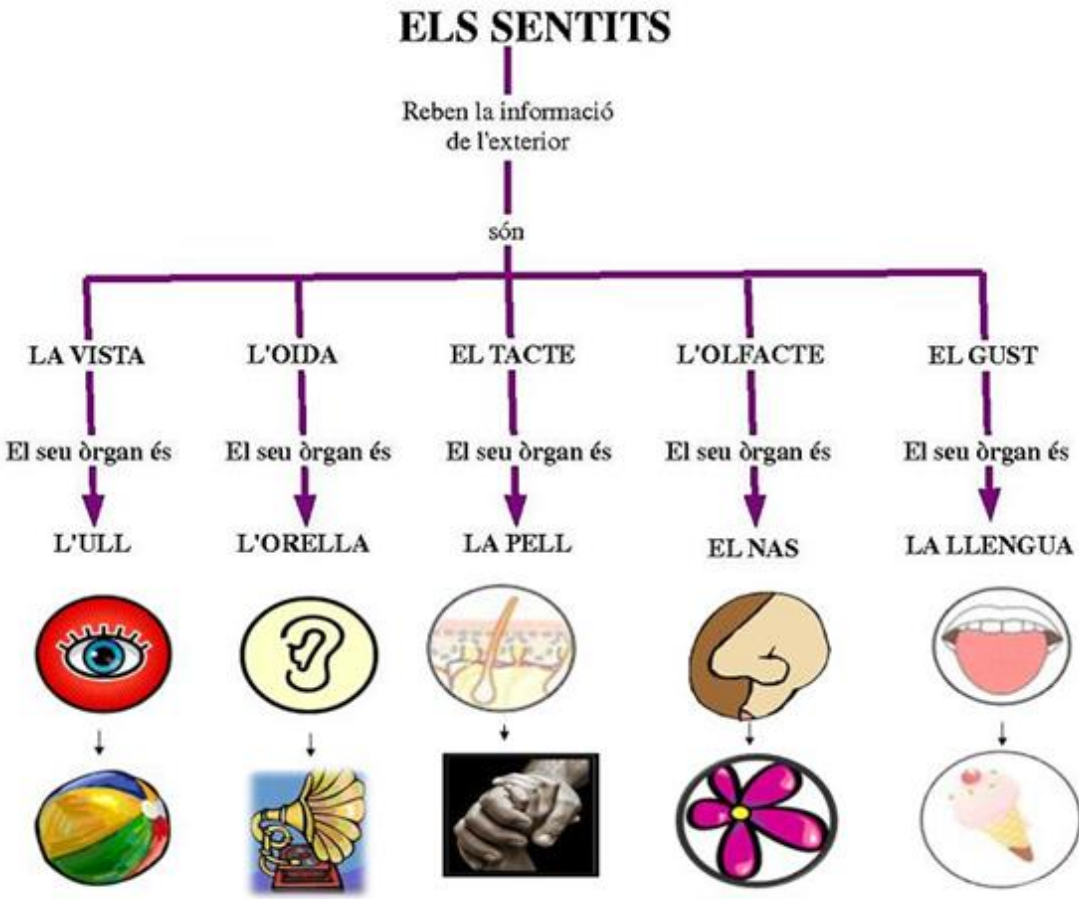 ELS SENTITS
Reben la informació
de l'exterior
són
LA VISTA
L'OIDA
EL TACTE
L'OLFACTE
EL GUST
El seu òrgan és
El seu òrgan és
El seu òrgan és
El seu òrgan és
El seu òrgan és
L'ULL
L'ORELLA
LA PELL
EL NAS
LA LLENGUA